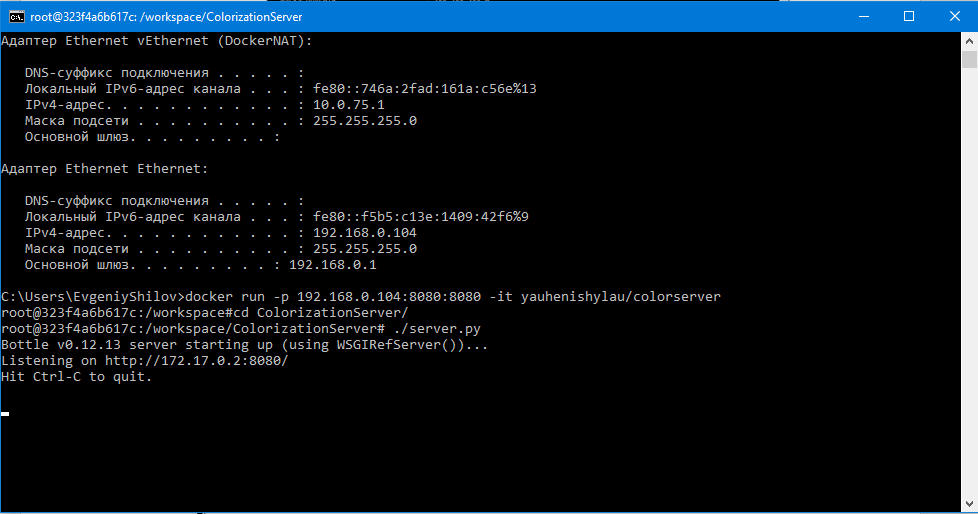 root@323f4a6b617c: /workspace/ColorizationServer
Адаптер Ethernet vEthernet (DockerNAT):
DNS-суффикс подключения . . . . . :
Локальный IPv6-адрес канала . . . : fe80::746a:2fad:161a:c56e%13
IPv4-адрес. . . . . . . . . . . . : 10.0.75.1
Маска подсети . . . . . . . . . . : 255.255.255.0
Основной шлюз. . . . . . . . . :
Адаптер Ethernet Ethernet:
DNS-суффикс подключения . . . . . :
Локальный IPv6-адрес канала . . . : fe80::f5b5:c13e:1409:42f6%9
IPv4-адрес. . . . . . . . . . . . : 192.168.0.104
Маска подсети . . . . . . . . . . : 255.255.255.0
Основной шлюз. . . . . . . . . : 192.168.0.1
C:\Users\EvgeniyShilov>docker run -p 192.168.0.104:8080:8080 -it yauhenishylau/colorserver
root@323f4a6b617c:/workspace#cd ColorizationServer/
root@323f4a6b617c:/workspace/ColorizationServer# ./server.py
Bottle v0.12.13 server starting up (using WSGIRefServer())...
Listening on http://172.17.0.2:8080/
Hit Ctrl-C to quit.